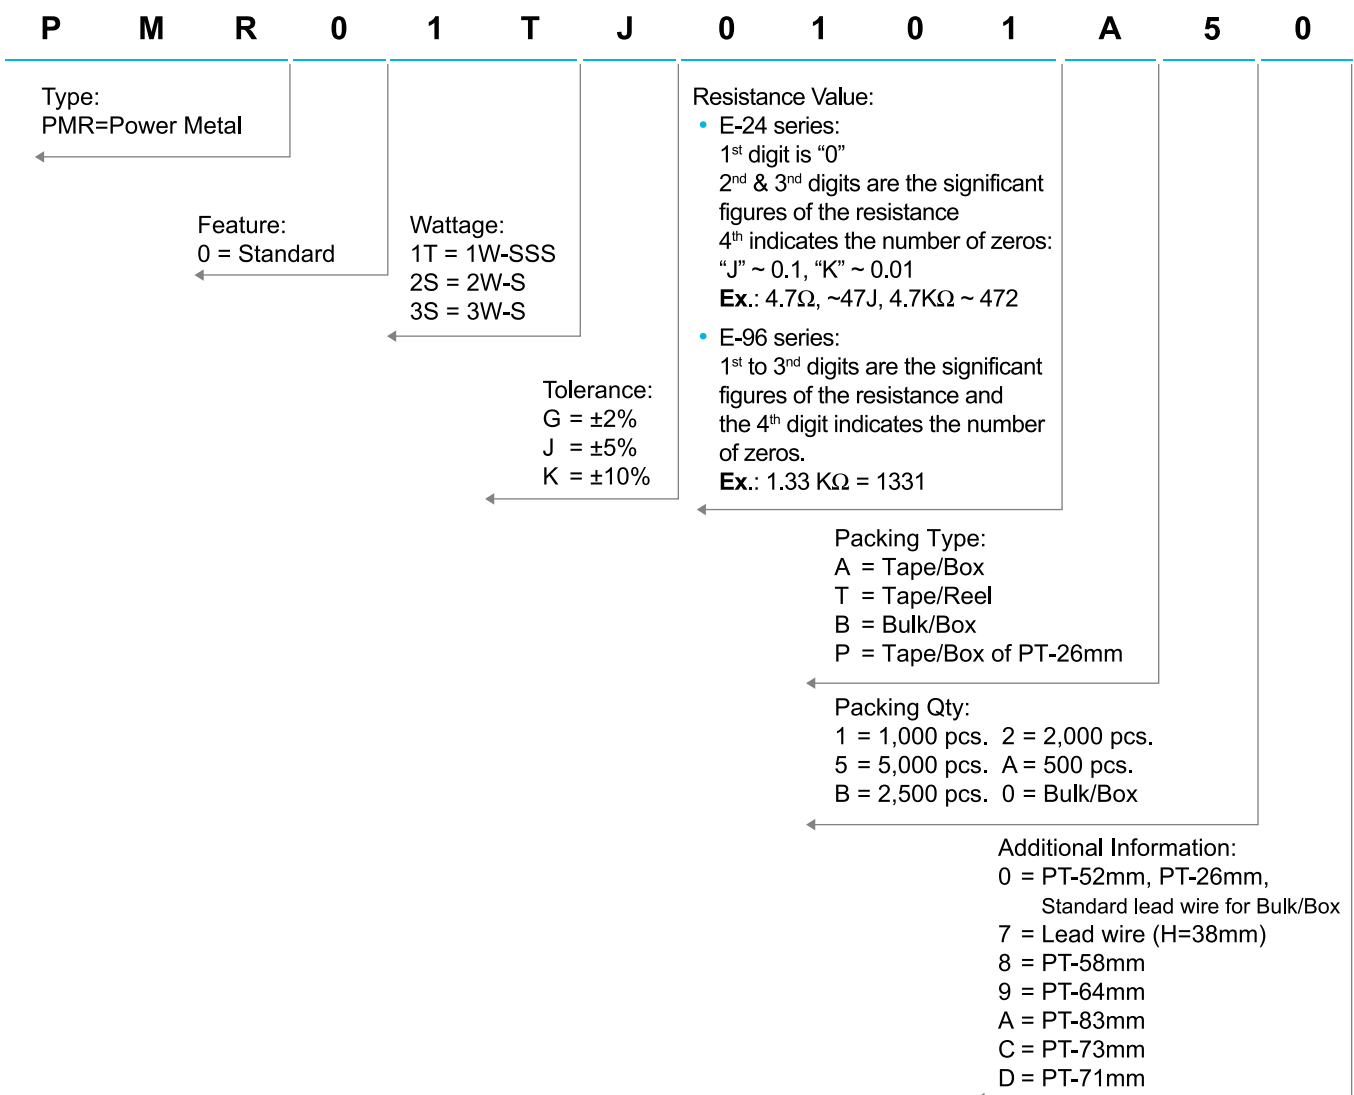 P M R 0 1 T J 0 1 0 1 A 5 0
Type:
PMR=Power Metal
Feature:
0 = Standard
Wattage:
1T = 1W-SSS
2S = 2W-S
3S = 3W-S
Tolerance:
G = ±2%
J = ±5%
K = ±10%
Resistance Value:
• E-24 series:
1st digit is “0”
2nd & 3nd digits are the significant
figures of the resistance
4th indicates the number of zeros:
“J” ~ 0.1, “K” ~ 0.01
Ex.: 4.7Ω, ~47J, 4.7KΩ ~ 472
• E-96 series:
1st to 3nd digits are the significant
figures of the resistance and
the 4th digit indicates the number
of zeros.
Ex.: 1.33 KΩ = 1331
Packing Type:
A = Tape/Box
T = Tape/Reel
B = Bulk/Box
P = Tape/Box of PT-26mm
Packing Qty:
1 = 1,000 pcs. 2 = 2,000 pcs.
5 = 5,000 pcs. A = 500 pcs.
B = 2,500 pcs. 0 = Bulk/Box
Additional Information:
0 = PT-52mm, PT-26mm,
Standard lead wire for Bulk/Box
7 = Lead wire (H=38mm)
8 = PT-58mm
9 = PT-64mm
A = PT-83mm
C = PT-73mm
D = PT-71mm